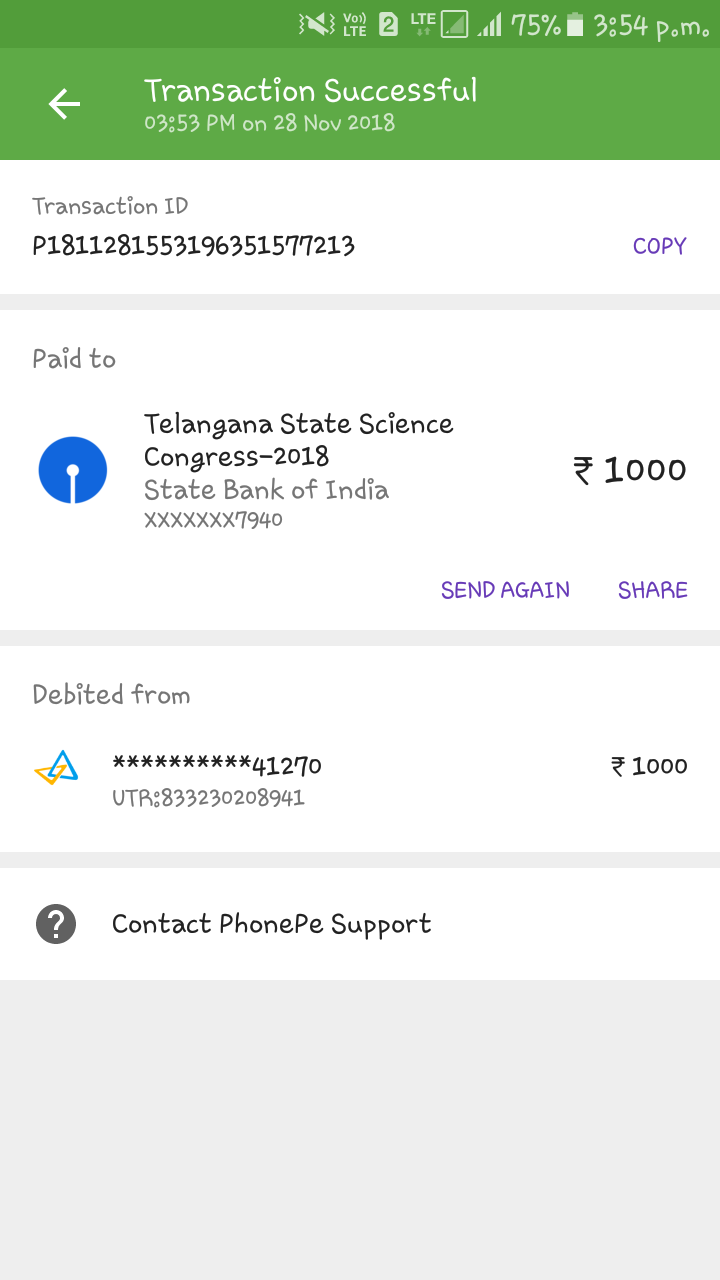 Vo)) LTE 2 LTE 75% 3:54 p.m.
Transaction Successful
03:53 PM on 28 Nov 2018
Transaction ID
P1811281553196351577213 COPY
Paid to
Telangana State Science
Congress-2018
₹ 1000
State Bank of India
XXXXXXX7940
SEND AGAIN SHARE
Debited from
**********41270 ₹ 1000
UTR:833230208941
? Contact PhonePe Support